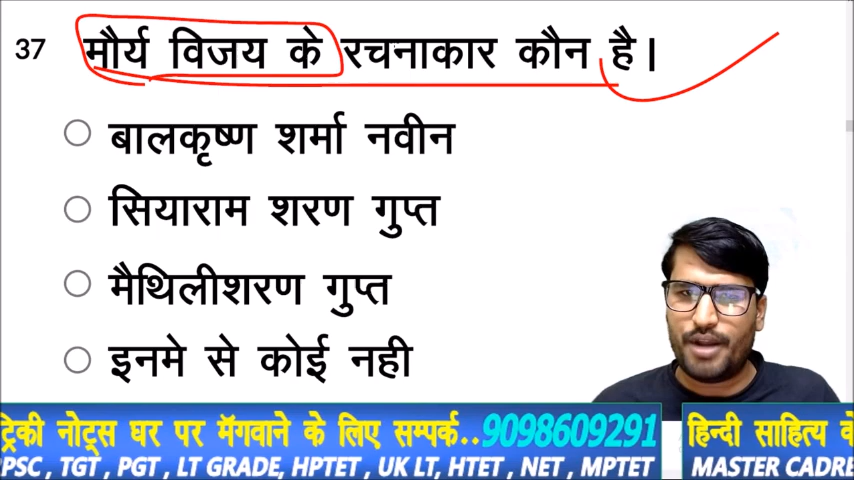 37 मौर्य विजय के रचनाकार कौन है।
बालकृष्ण शर्मा नवीन
सियाराम शरण गुप्त
मैथिलीशरण गुप्त
इनमे से कोई नही
ट्रिकी नोट्स घर पर मॅगवाने के लिए सम्पर्क..9098609291 हिन्दी साहित्य के
PSC , TGT , PGT , LT GRADE, HPTET , UK LT, HTET , NET , MPTET MASTER CADRE